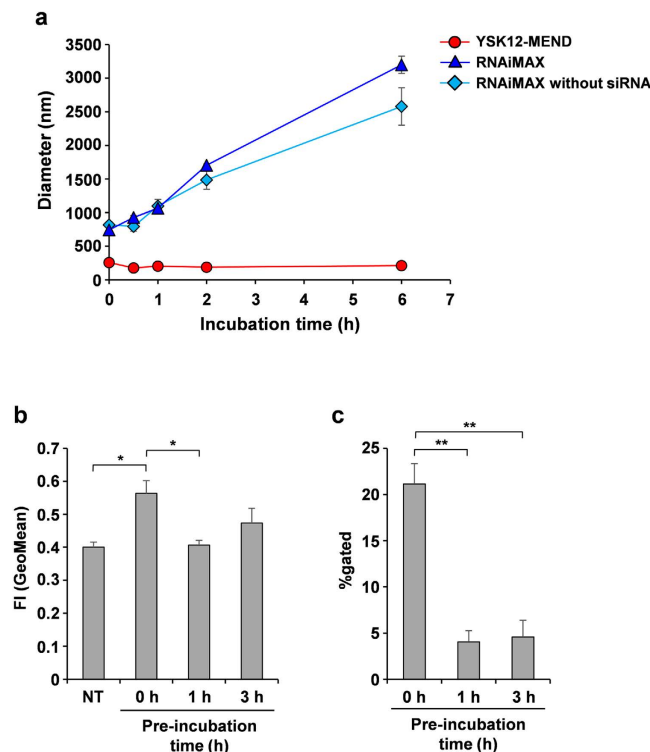 a
YSK12-MEND
RNAiMAX
RNAiMAX without siRNA
Diameter (nm)
3500
3000
2500
2000
1500
1000
500
0
0 1 2 3 4 5 6 7
Incubation time (h)
b
* *
FI (GeoMean)
0.7
0.6
0.5
0.4
0.3
0.2
0.1
0
NT 0 h 1 h 3 h
Pre-incubation
time (h)
c
**
**
%gated
25
20
15
10
5
0
0 h 1 h 3 h
Pre-incubation
time (h)